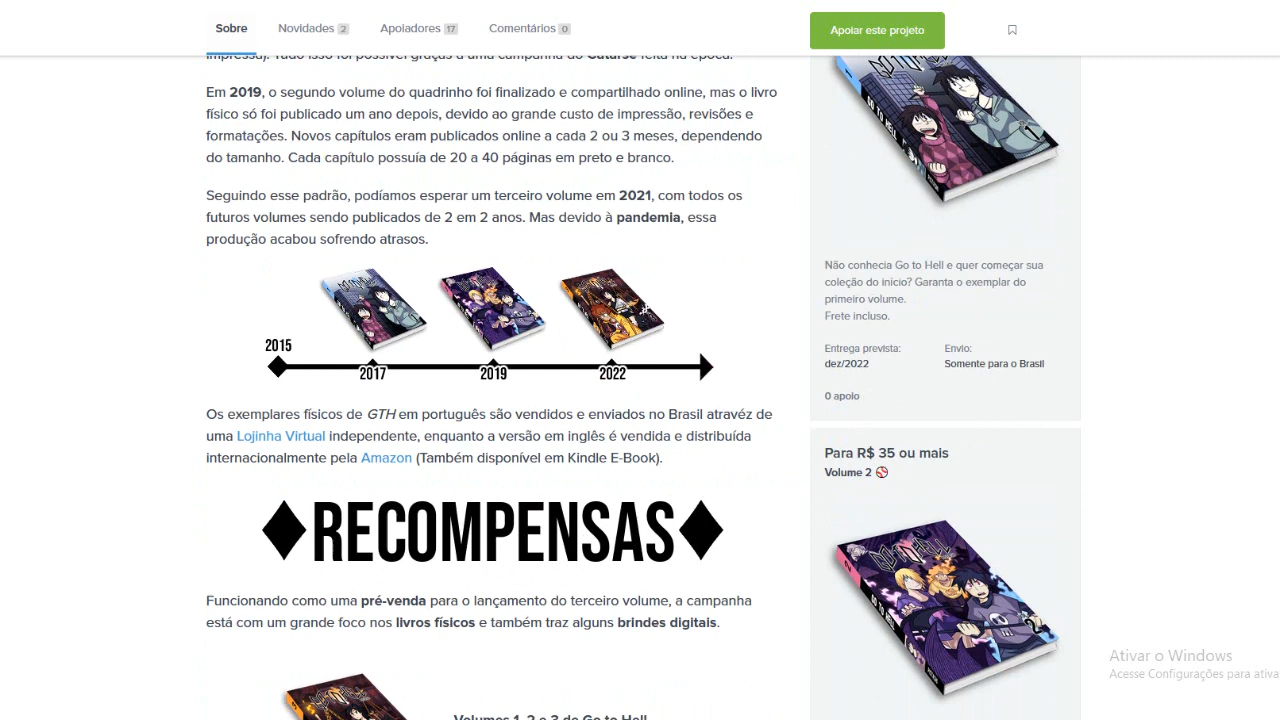 Sobre
Novidades 2
Apoiadores 17
Comentários 0
Apoiar este projeto
impressa). Tudo isso foi possível graças a uma campanha do Catarse feita na época.
Em 2019, o segundo volume do quadrinho foi finalizado e compartilhado online, mas o livro
físico só foi publicado um ano depois, devido ao grande custo de impressão, revisões e
formatações. Novos capítulos eram publicados online a cada 2 ou 3 meses, dependendo
do tamanho. Cada capítulo possuía de 20 a 40 páginas em preto e branco.
Seguindo esse padrão, podíamos esperar um terceiro volume em 2021, com todos os
futuros volumes sendo publicados de 2 em 2 anos. Mas devido à pandemia, essa
produção acabou sofrendo atrasos.
2015
2017
2019
2022
Os exemplares físicos de GTH em português são vendidos e enviados no Brasil atravéz de
uma Lojinha Virtual independente, enquanto a versão em inglês é vendida e distribuída
internacionalmente pela Amazon (Também disponível em Kindle E-Book).
RECOMPENSAS
Funcionando como uma pré-venda para o lançamento do terceiro volume, a campanha
está com um grande foco nos livros físicos e também traz alguns brindes digitais.
Volumes 1, 2 e 3 de Go to Hell
GO TO HELL
1
Não conhecia Go to Hell e quer começar sua
coleção do início? Garanta o exemplar do
primeiro volume.
Frete incluso.
Entrega prevista:
dez/2022
Envio:
Somente para o Brasil
0 apoio
Para R$ 35 ou mais
Volume 2
GO TO HELL
2
Ativar o Windows
Acesse Configurações para ativa